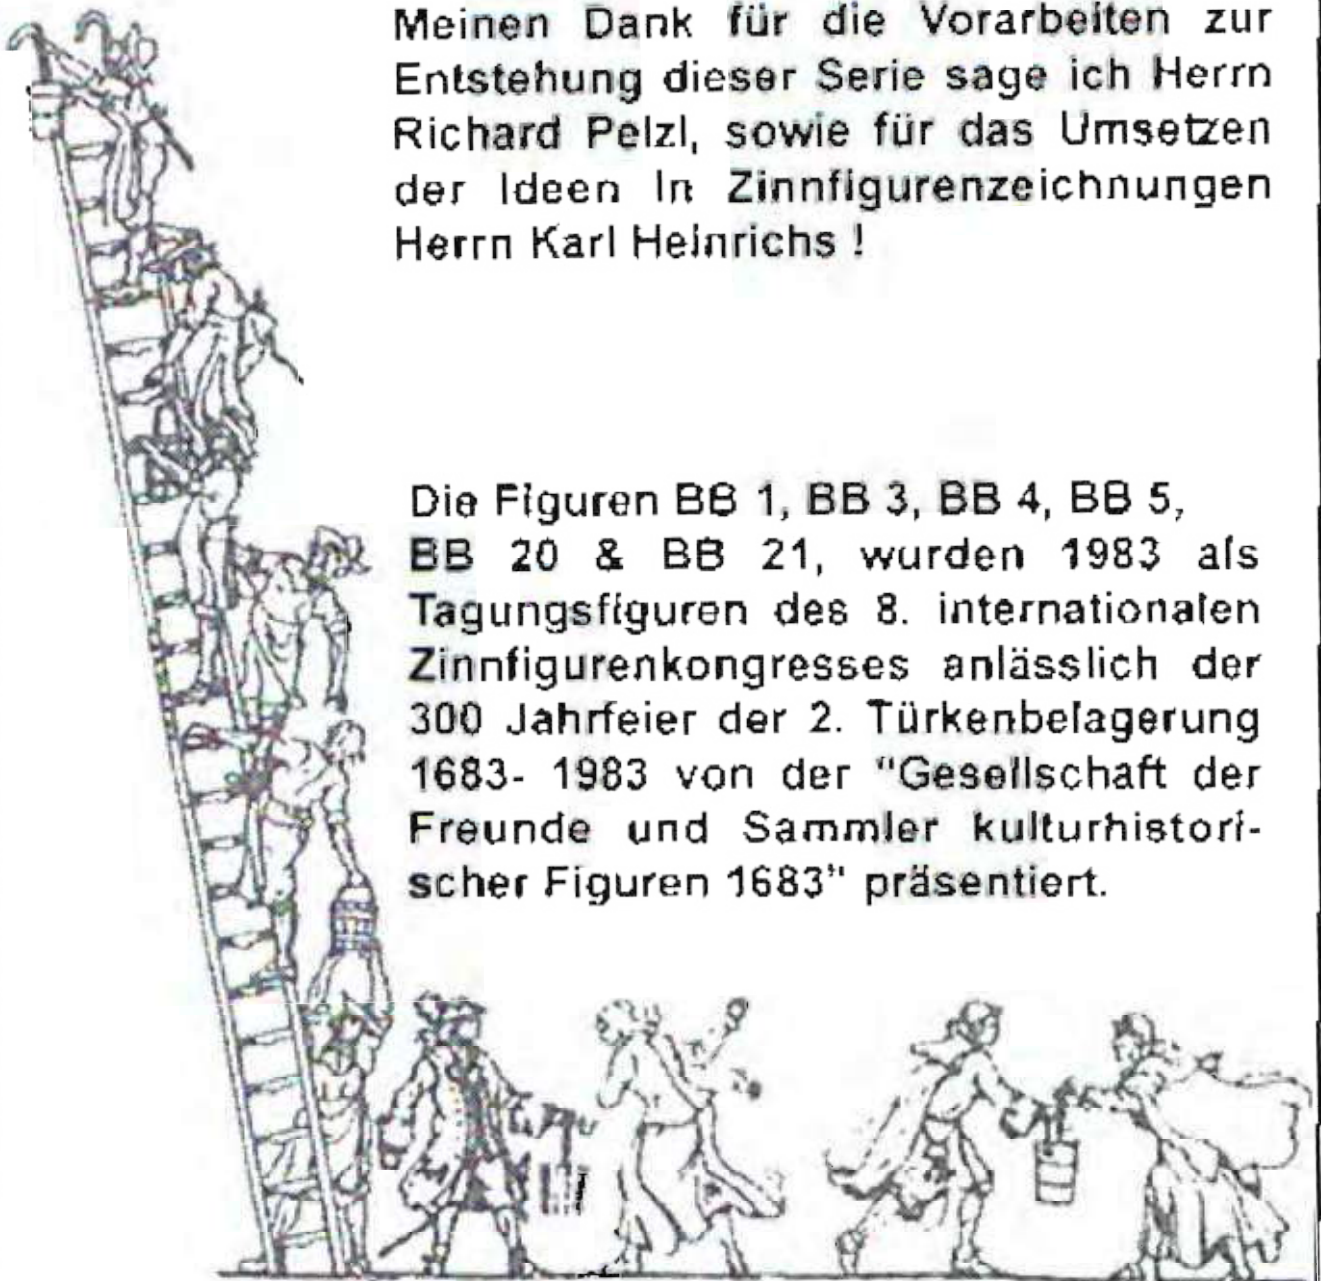 Meinen Dank für die Vorarbeiten zur
Entstehung dieser Serie sage ich Herrn
Richard Pelzl, sowie für das Umsetzen
der Ideen In Zinnfigurenzeichnungen
Herrn Karl Heinrichs !
Die Figuren BB 1, BB 3, BB 4, BB 5,
BB 20 & BB 21, wurden 1983 als
Tagungsfiguren des 8. internationalen
Zinnfigurenkongresses anlässlich der
300 Jahrfeier der 2. Türkenbelagerung
1683- 1983 von der "Gesellschaft der
Freunde und Sammler kulturhistori-
scher Figuren 1683" präsentiert.